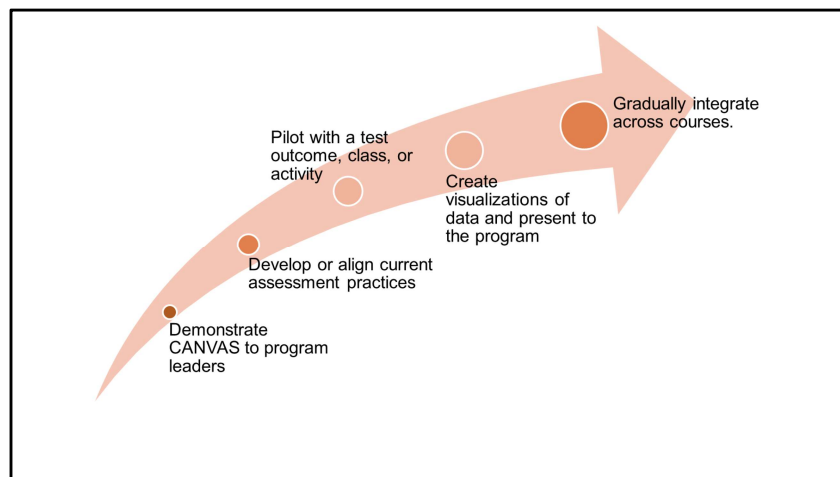 Gradually integrate
across courses.
Pilot with a test
outcome, class, or
activity
Create
visualizations of
data and present to
the program
Develop or align current
assessment practices
Demonstrate
CANVAS to program
leaders